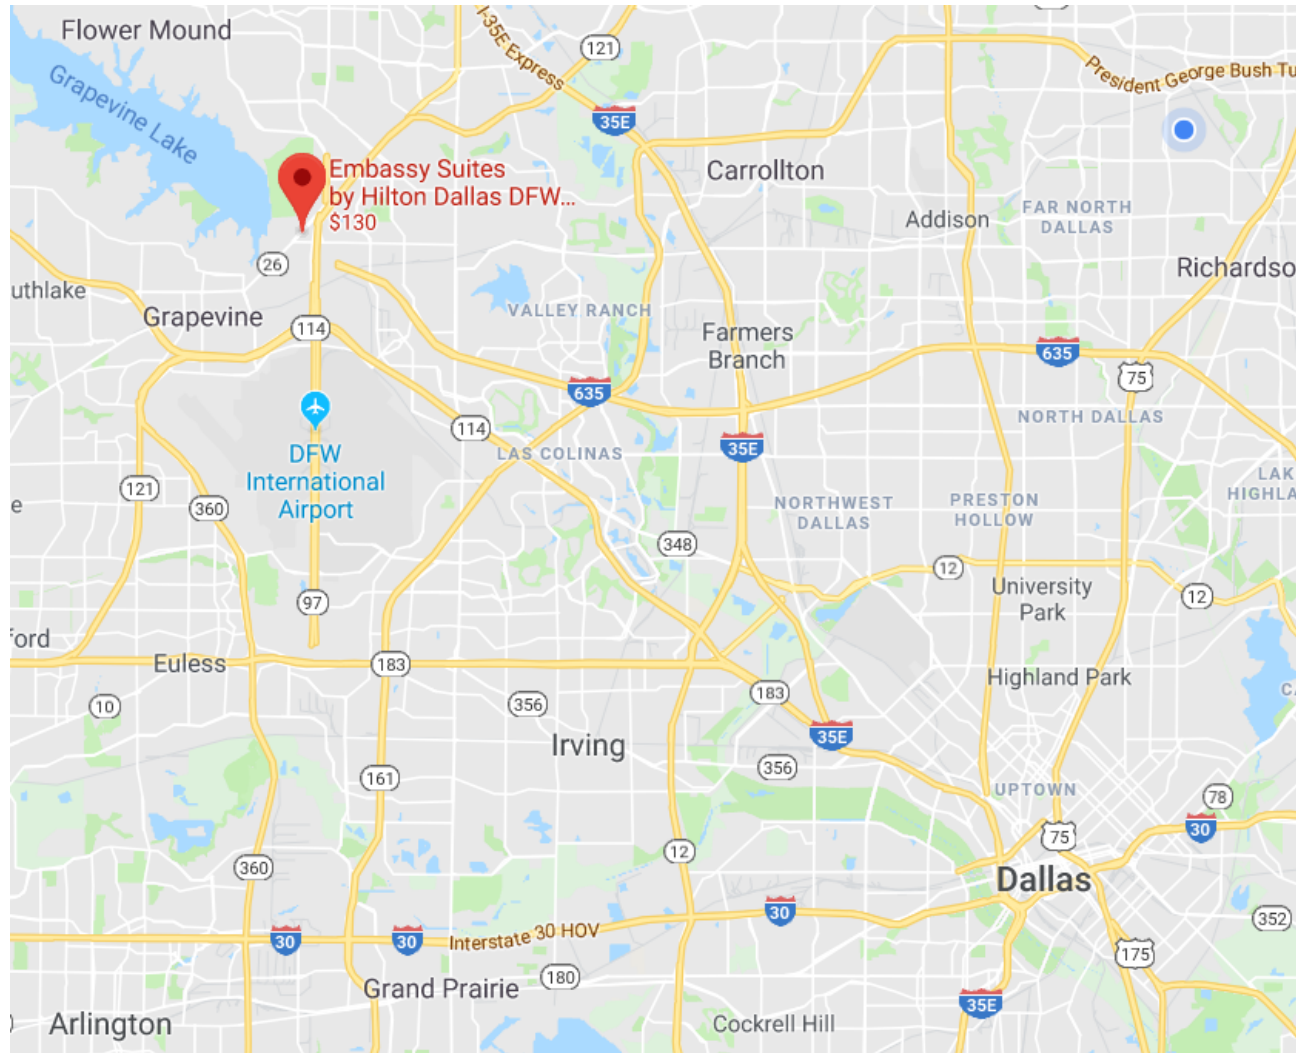 Flower Mound
I-35E Express
121
President George Bush Tu
Grapevine Lake
35E
Carrollton
Embassy Suites
by Hilton Dallas DFW...
$130
Addison
FAR NORTH
DALLAS
26
Richardso
uthlake
Grapevine
VALLEY RANCH
114
Farmers
Branch
635
75
635
NORTH DALLAS
114
35E
LAS COLINAS
DFW
International
Airport
LAK
HIGHLA
121
360
e
NORTHWEST
DALLAS
PRESTON
HOLLOW
348
12
University
Park
12
97
ford
Euless
183
Highland Park
183
CA
10
356
35E
Irving
356
161
UPTOWN
78
30
75
12
360
Dallas
30
352
30
30
Interstate 30 HOV
175
180
Grand Prairie
35E
Arlington
Cockrell Hill